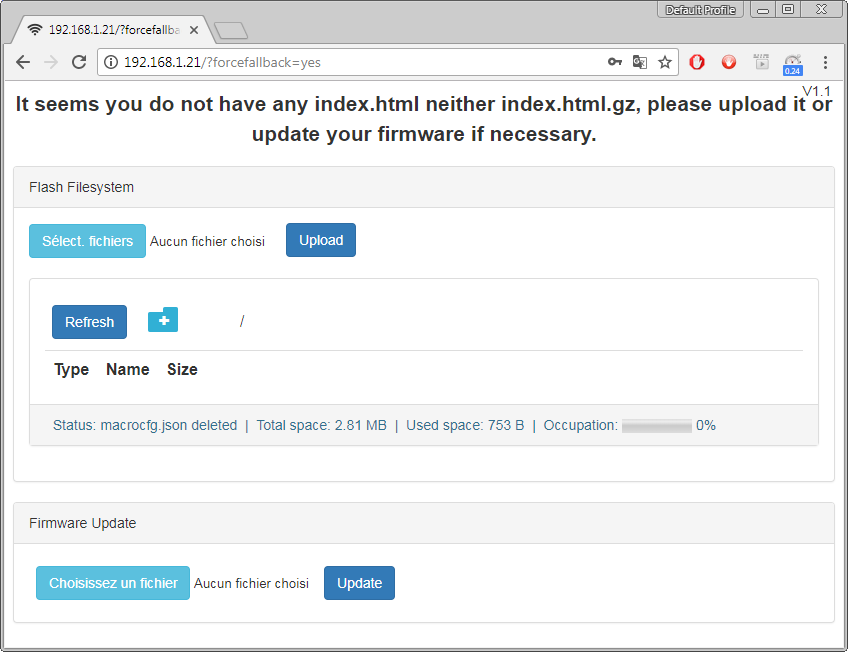 Default Profile
192.168.1.21/?forcefallba
192.168.1.21/?forcefallback=yes
0.24
V1.1
It seems you do not have any index.html neither index.html.gz, please upload it or
update your firmware if necessary.
Flash Filesystem
Sélect. fichiers Aucun fichier choisi Upload
Refresh /
Type Name Size
Status: macrocfg.json deleted | Total space: 2.81 MB | Used space: 753 B | Occupation: 0%
Firmware Update
Choisissez un fichier Aucun fichier choisi Update